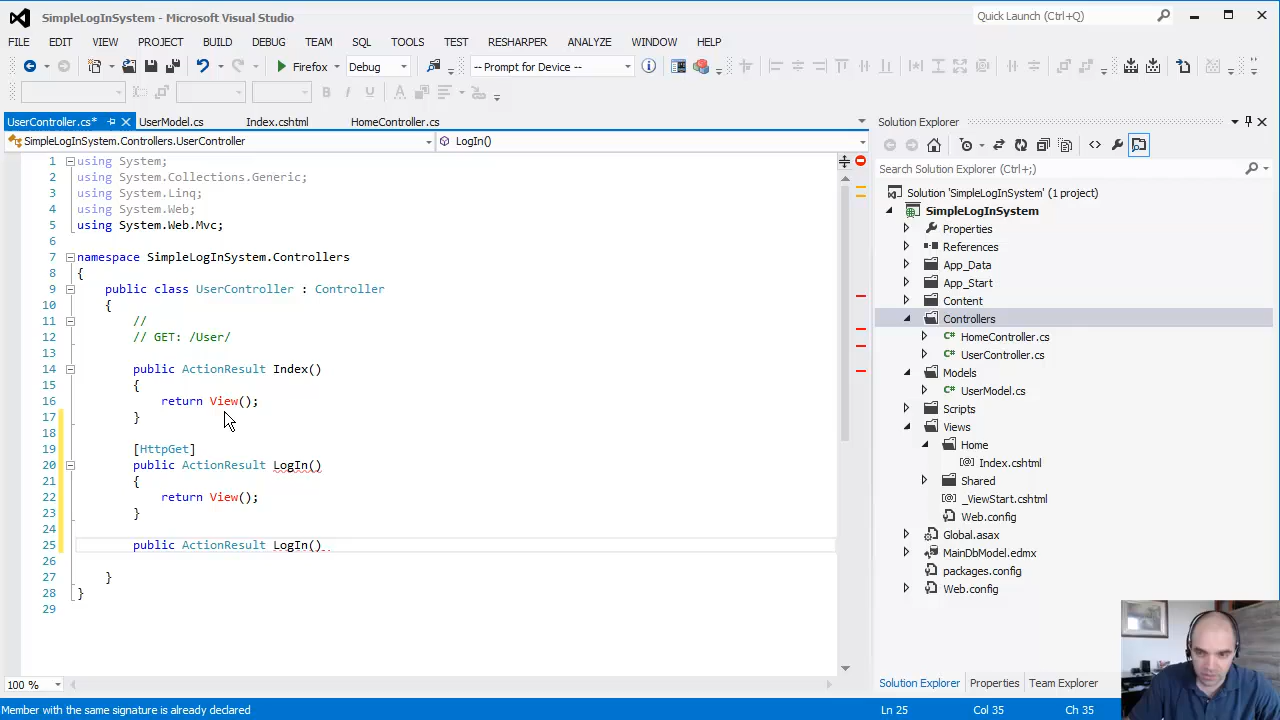 SimpleLogInSystem - Microsoft Visual Studio
Quick Launch (Ctrl+Q)
FILE EDIT VIEW PROJECT BUILD DEBUG TEAM SQL TOOLS TEST RESHARPER ANALYZE WINDOW HELP
Firefox Debug -- Prompt for Device --
UserController.cs* UserModel.cs Index.cshtml HomeController.cs
SimpleLogInSystem.Controllers.UserController LogIn()
1 using System;
2 using System.Collections.Generic;
3 using System.Linq;
4 using System.Web;
5 using System.Web.Mvc;
6
7 namespace SimpleLogInSystem.Controllers
8 {
9 public class UserController : Controller
10 {
11 //
12 // GET: /User/
13
14 public ActionResult Index()
15 {
16 return View();
17 }
18
19 [HttpGet]
20 public ActionResult LogIn()
21 {
22 return View();
23 }
24
25 public ActionResult LogIn()
26
27 }
28 }
29
100 %
Solution Explorer
Search Solution Explorer (Ctrl+;)
Solution 'SimpleLogInSystem' (1 project)
SimpleLogInSystem
Properties
References
App_Data
App_Start
Content
Controllers
HomeController.cs
UserController.cs
Models
UserModel.cs
Scripts
Views
Home
Index.cshtml
Shared
_ViewStart.cshtml
Web.config
Global.asax
MainDbModel.edmx
packages.config
Web.config
Solution Explorer Properties Team Explorer
Member with the same signature is already declared Ln 25 Col 35 Ch 35